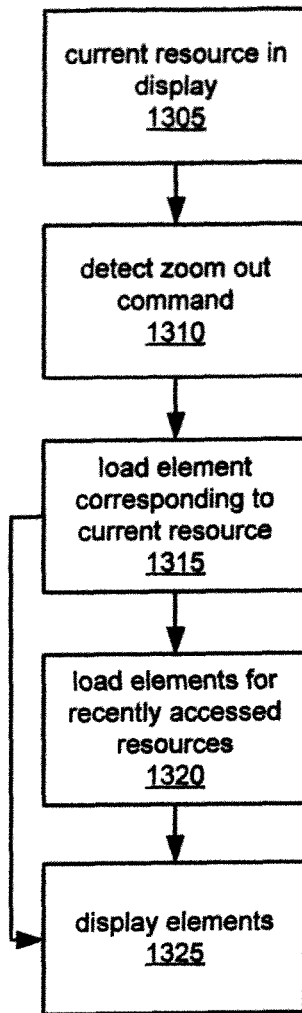 current resource in
display
1305
detect zoom out
command
1310
load element
corresponding to
current resource
1315
load elements for
recently accessed
resources
1320
display elements
1325